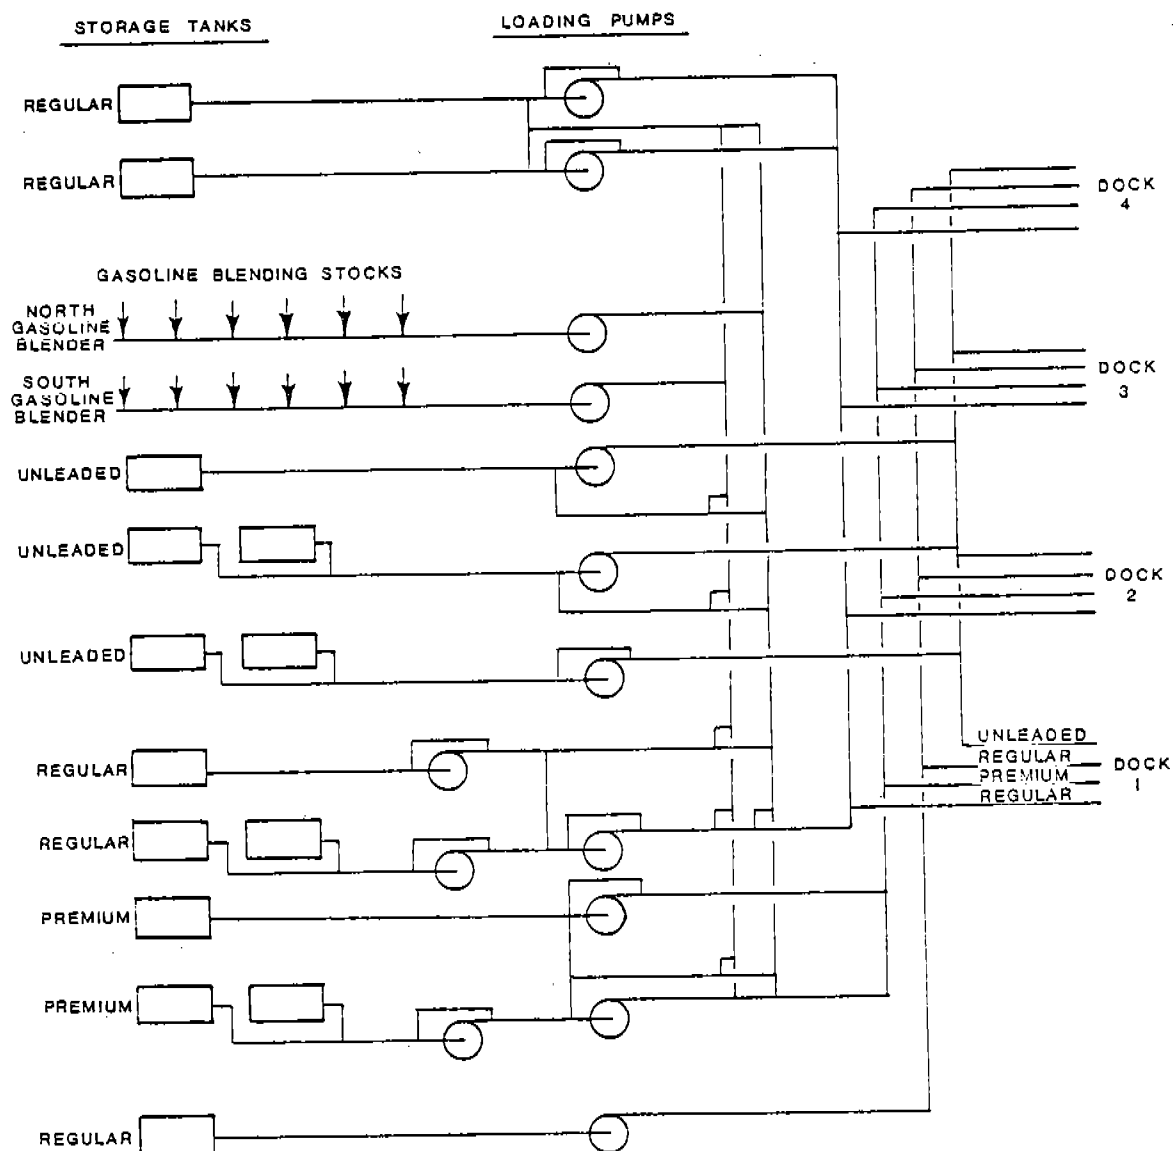 STORAGE TANKS
LOADING PUMPS
REGULAR
REGULAR
DOCK
4
GASOLINE BLENDING STOCKS
NORTH
GASOLINE
BLENDER
SOUTH
GASOLINE
BLENDER
DOCK
3
UNLEADED
UNLEADED
DOCK
2
UNLEADED
UNLEADED
REGULAR
PREMIUM
REGULAR
DOCK
1
REGULAR
REGULAR
PREMIUM
PREMIUM
REGULAR